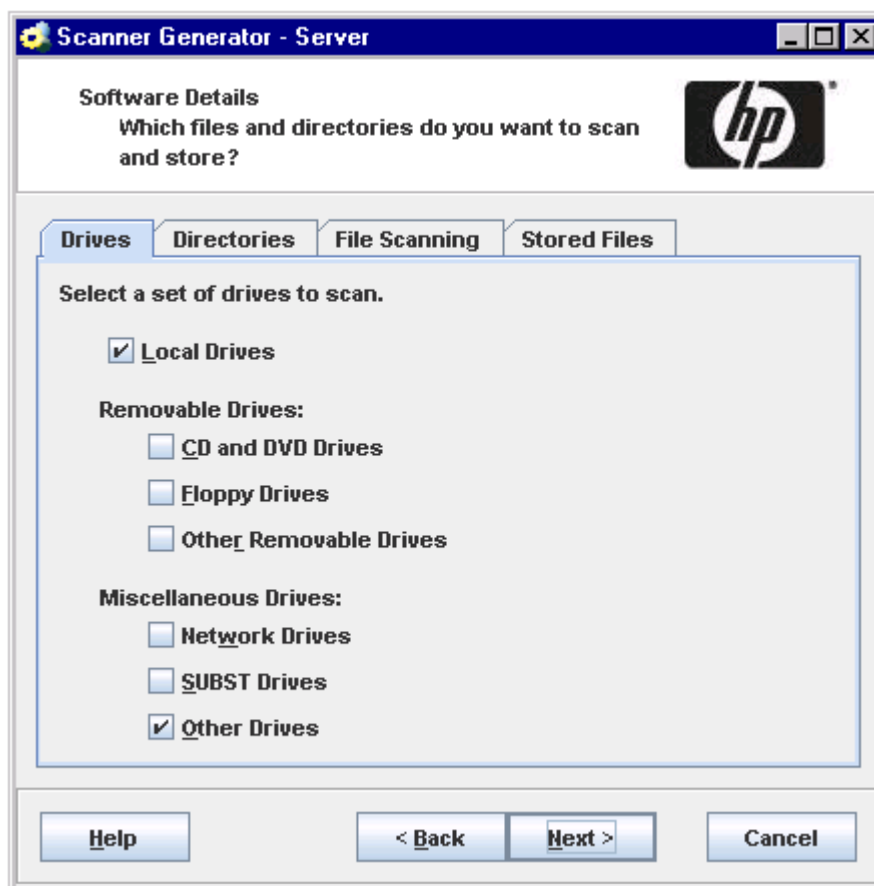 Scanner Generator - Server
Software Details
Which files and directories do you want to scan
and store?
hp
Drives
Directories
File Scanning
Stored Files
Select a set of drives to scan.
Local Drives
Removable Drives:
CD and DVD Drives
Floppy Drives
Other Removable Drives
Miscellaneous Drives:
Network Drives
SUBST Drives
Other Drives
Help
< Back
Next >
Cancel